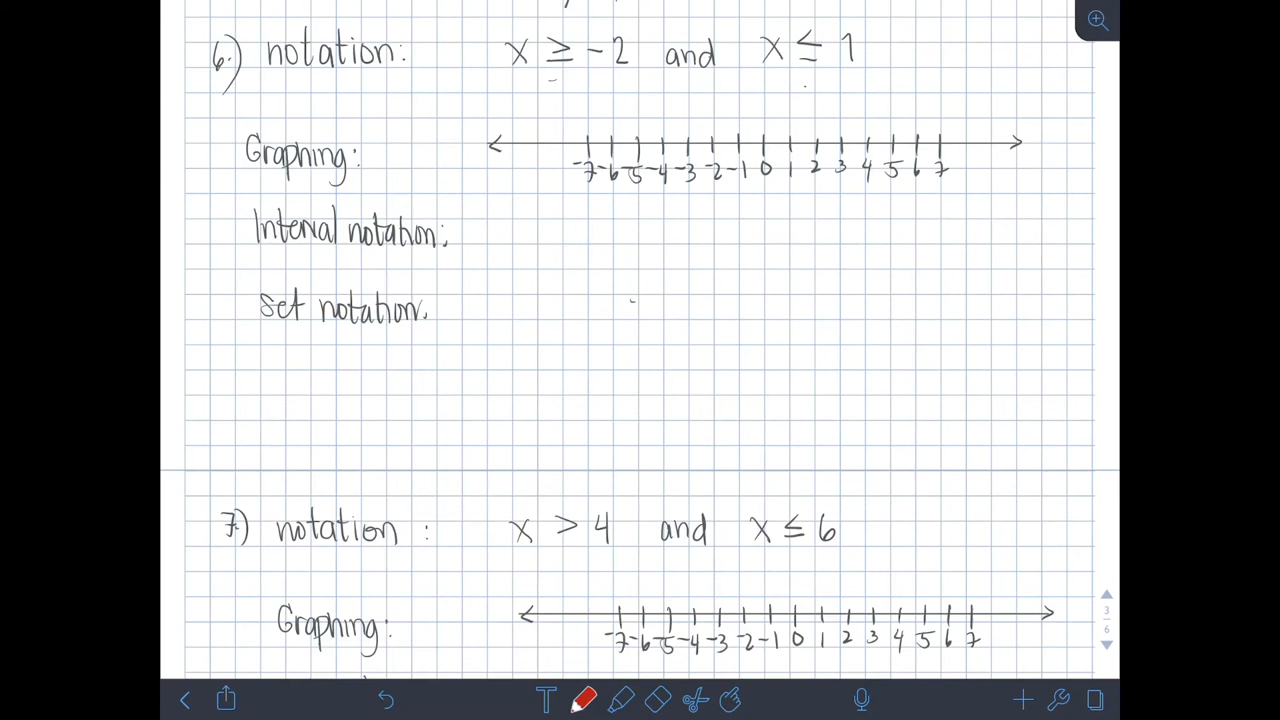 6.) notation: x ≥ -2 and x ≤ 1
Graphing:
-7 -6 -5 -4 -3 -2 -1 0 1 2 3 4 5 6 7
Interval notation:
Set notation:
7.) notation : x > 4 and x ≤ 6
Graphing:
-7 -6 -5 -4 -3 -2 -1 0 1 2 3 4 5 6 7
3
6